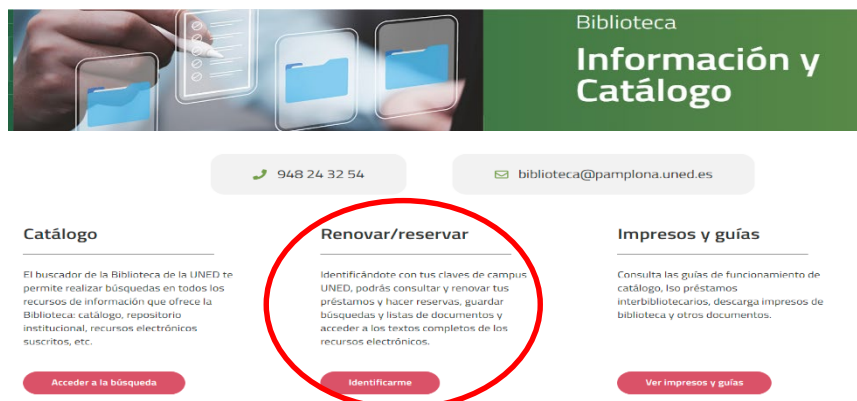 Biblioteca
Información y
Catálogo
948 24 32 54
biblioteca@pamplona.uned.es
Catálogo
El buscador de la Biblioteca de la UNED te
permite realizar búsquedas en todos los
recursos de información que ofrece la
Biblioteca: catálogo, repositorio
institucional, recursos electrónicos
suscritos, etc.
Acceder a la búsqueda
Renovar/reservar
Identificándote con tus claves de campus
UNED, podrás consultar y renovar tus
préstamos y hacer reservas, guardar
búsquedas y listas de documentos y
acceder a los textos completos de los
recursos electrónicos.
Identificarme
Impresos y guías
Consulta las guías de funcionamiento de
catálogo, lso préstamos
interbibliotecarios, descarga impresos de
biblioteca y otros documentos.
Ver impresos y guías